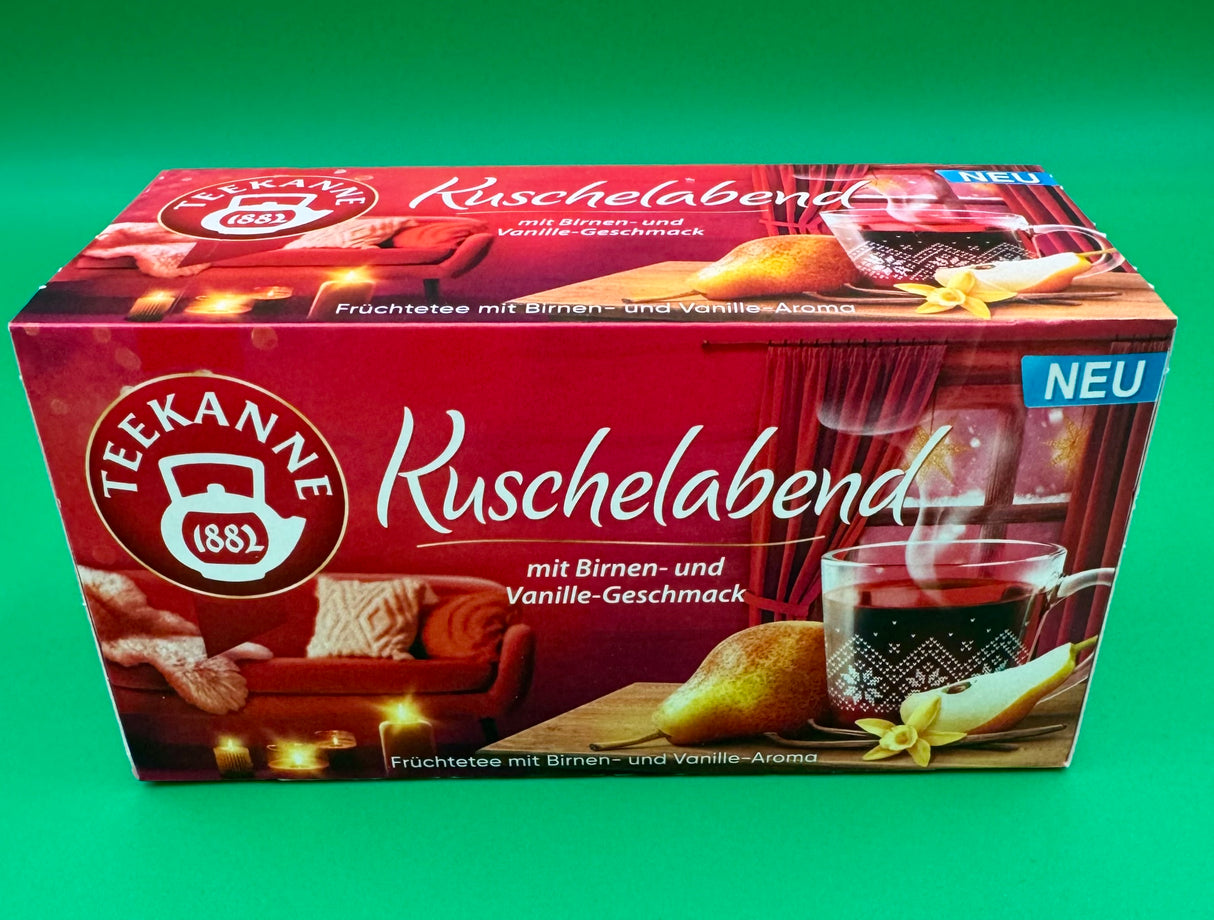 TEEKANNE
1882
Kuschelabend
NEU
mit Birnen- und
Vanille-Geschmack
Früchtetee mit Birnen- und Vanille-Aroma
TEEKANNE
1882
Kuschelabend
NEU
mit Birnen- und
Vanille-Geschmack
Früchtetee mit Birnen- und Vanille-Aroma